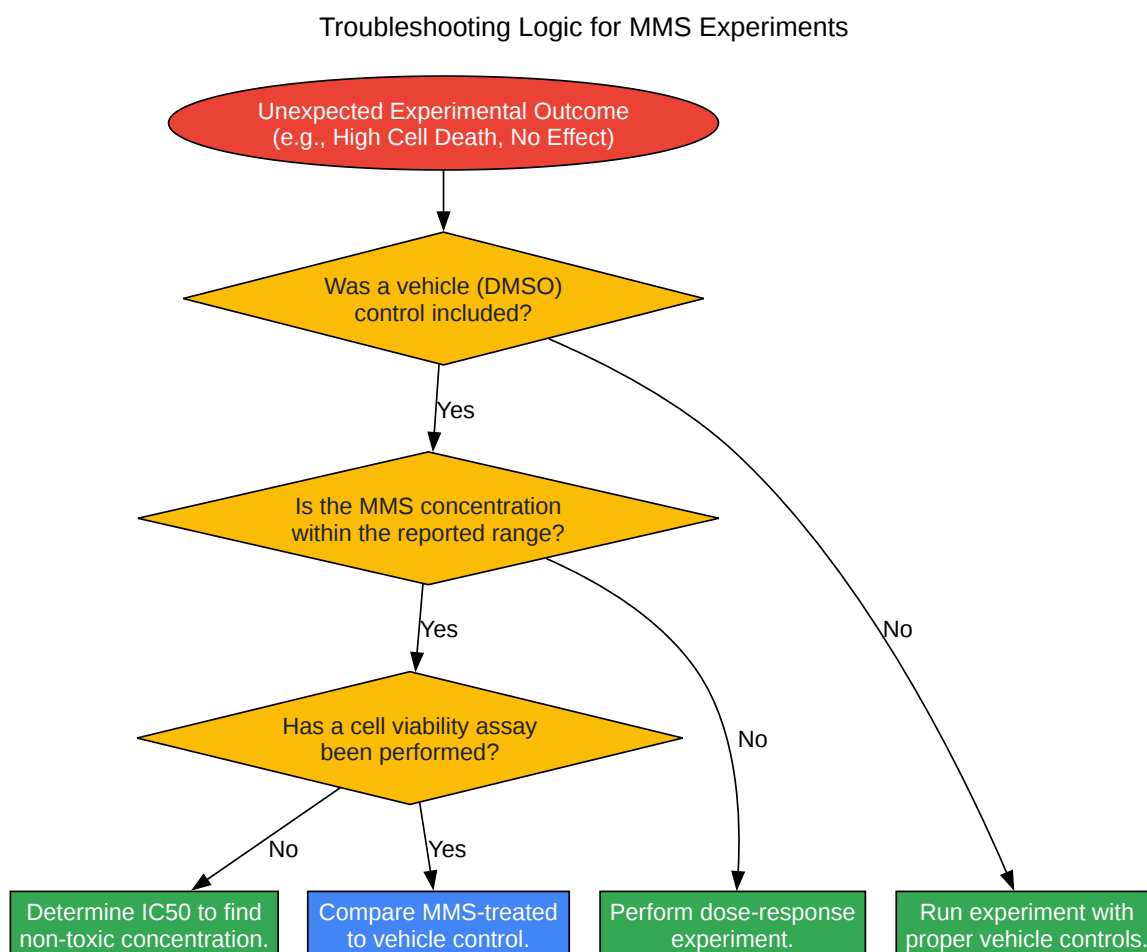 Troubleshooting Logic for MMS Experiments
Unexpected Experimental Outcome
(e.g., High Cell Death, No Effect)
Was a vehicle (DMSO)
control included?
Yes
Is the MMS concentration
within the reported range?
Yes
No
Has a cell viability assay
been performed?
No
No
Yes
Determine IC50 to find
non-toxic concentration.
Compare MMS-treated
to vehicle control.
Perform dose-response
experiment.
Run experiment with
proper vehicle controls.